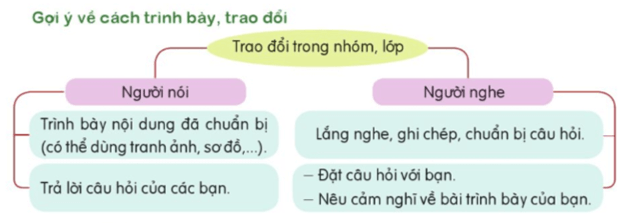 Gợi ý về cách trình bày, trao đổi
Trao đổi trong nhóm, lớp
Người nói
Trình bày nội dung đã chuẩn bị
(có thể dùng tranh ảnh, sơ đồ,...).
Trả lời câu hỏi của các bạn.
Người nghe
Lắng nghe, ghi chép, chuẩn bị câu hỏi.
– Đặt câu hỏi với bạn.
– Nêu cảm nghĩ về bài trình bày của bạn.